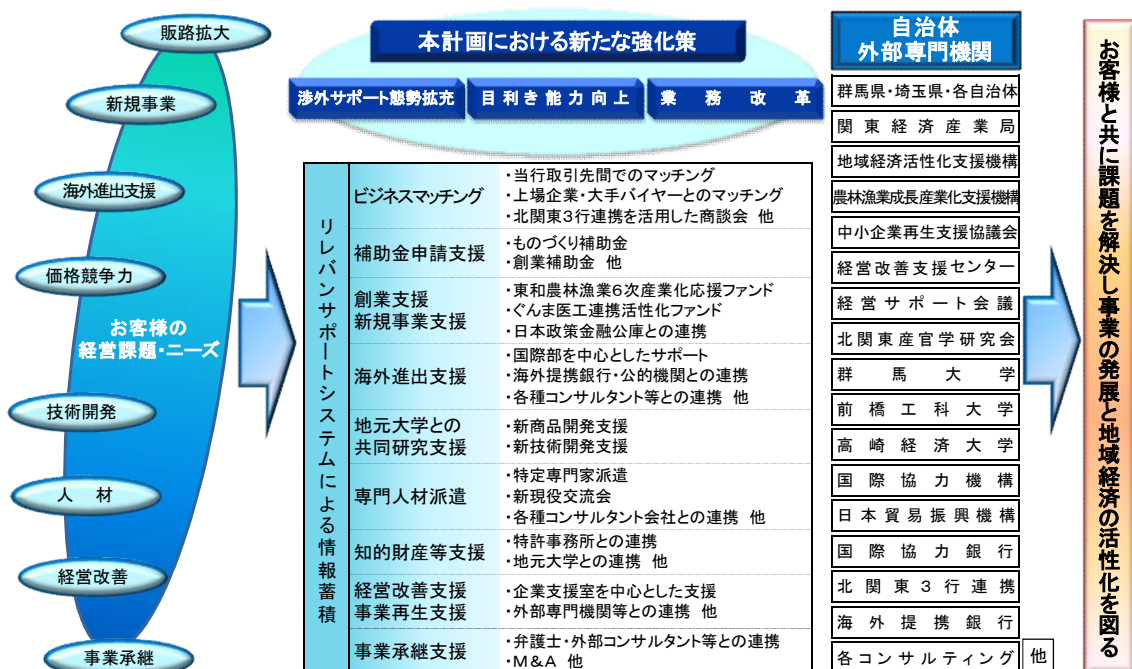 販路拡大
新規事業
海外進出支援
価格競争力
お客様の
経営課題・ニーズ
技術開発
人　材
経営改善
事業承継
本計画における新たな強化策
渉外サポート態勢拡充
目利き能力向上
業務改革
リレバンサポートシステムによる情報蓄積
ビジネスマッチング
・当行取引先間でのマッチング
・上場企業・大手バイヤーとのマッチング
・北関東3行連携を活用した商談会 他
補助金申請支援
・ものづくり補助金
・創業補助金 他
創業支援
新規事業支援
・東和農林漁業6次産業化応援ファンド
・ぐんま医工連携活性化ファンド
・日本政策金融公庫との連携
海外進出支援
・国際部を中心としたサポート
・海外提携銀行・公的機関との連携
・各種コンサルタント等との連携 他
地元大学との
共同研究支援
・新商品開発支援
・新技術開発支援
専門人材派遣
・特定専門家派遣
・新現役交流会
・各種コンサルタント会社との連携 他
知的財産等支援
・特許事務所との連携
・地元大学との連携 他
経営改善支援
事業再生支援
・企業支援室を中心とした支援
・外部専門機関等との連携 他
事業承継支援
・弁護士・外部コンサルタント等との連携
・M&A 他
自治体
外部専門機関
群馬県・埼玉県・各自治体
関東経済産業局
地域経済活性化支援機構
農林漁業成長産業化支援機構
中小企業再生支援協議会
経営改善支援センター
経営サポート会議
北関東産官学研究会
群馬大学
前橋工科大学
高崎経済大学
国際協力機構
日本貿易振興機構
国際協力銀行
北関東3行連携
海外提携銀行
各コンサルティング
他
お客様と共に課題を解決し事業の発展と地域経済の活性化を図る